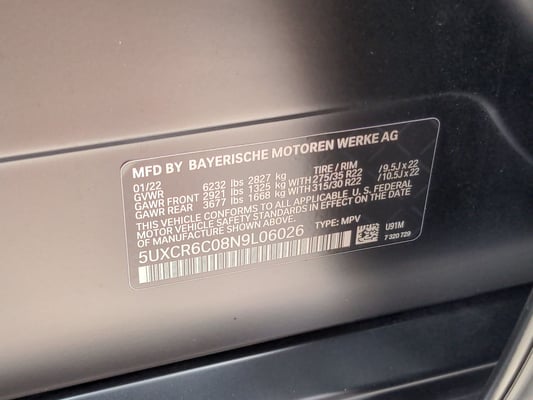 MFD BY BAYERISCHE MOTOREN WERKE AG
01/22 TIRE / RIM
GVWR 6232 lbs 2827 kg
GAWR FRONT 2921 lbs 1325 kg WITH 275/35 R22 / 9.5J x 22
GAWR REAR 3677 lbs 1668 kg WITH 315/30 R22 / 10.5J x 22
THIS VEHICLE CONFORMS TO ALL APPLICABLE U. S. FEDERAL
MOTOR VEHICLE SAFETY STANDARDS IN EFFECT ON THE DATE
OF MANUFACTURE SHOWN ABOVE.
5UXCR6C08N9L06026 TYPE: MPV
U91M
7 320 729